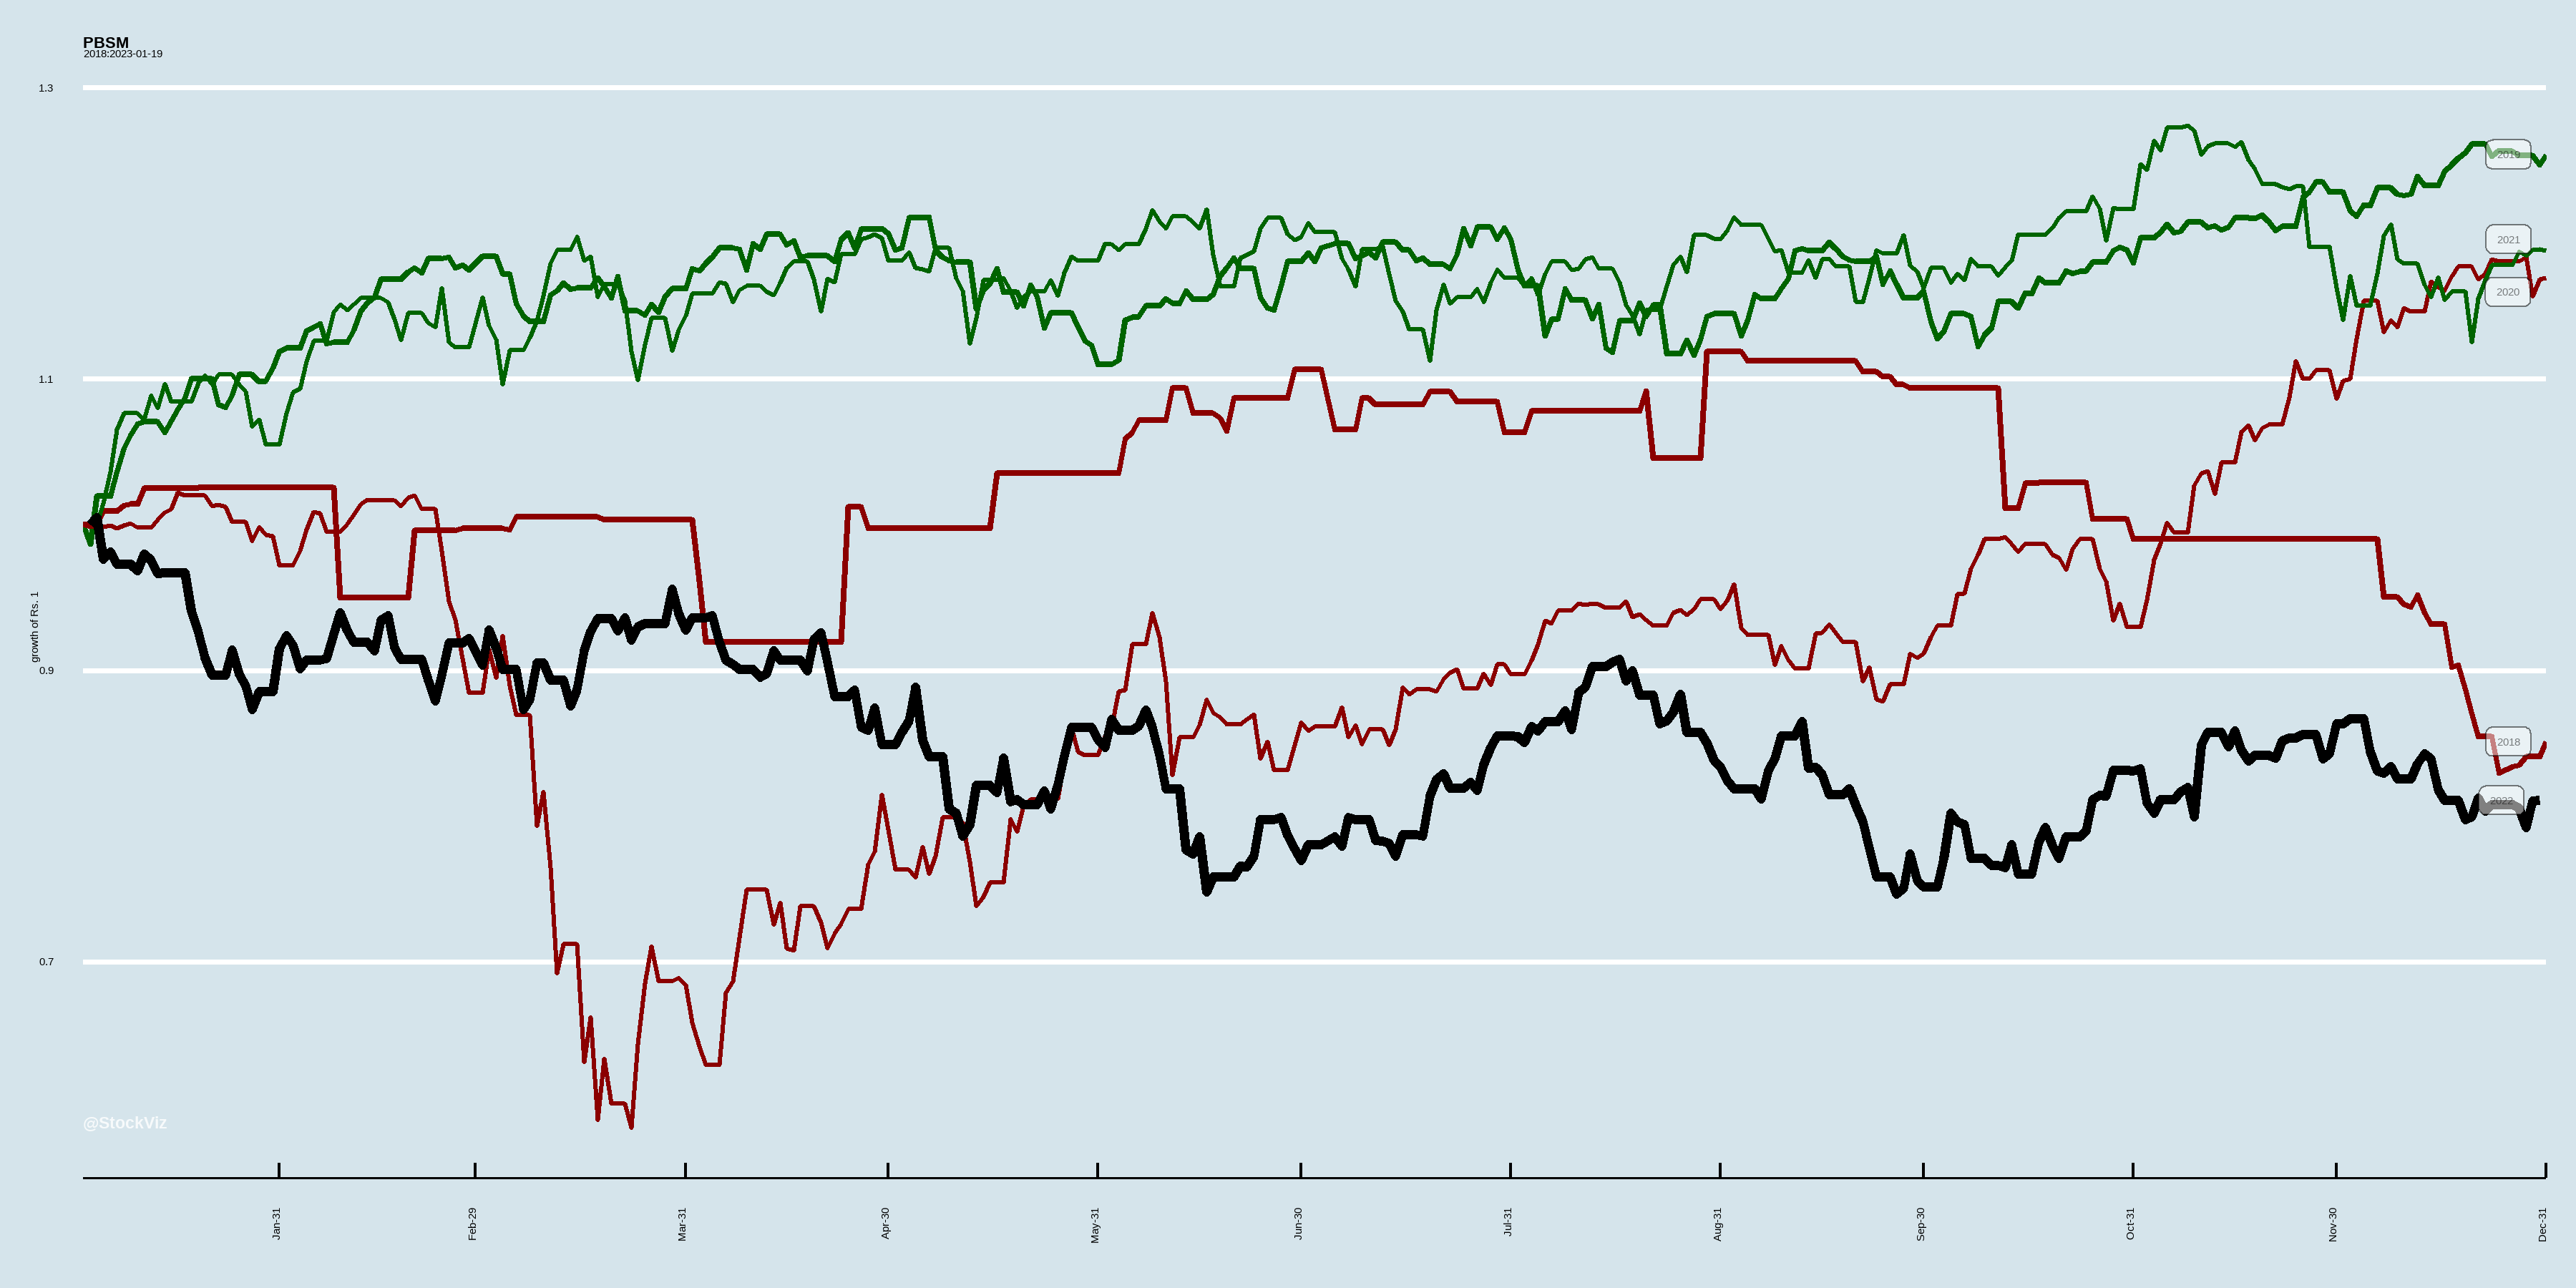 PBSM
2018:2023-01-19
1.3
1.1
0.9
0.7
growth of Rs. 1
2019
2021
2020
2018
2022
@StockViz
Jan-31
Feb-29
Mar-31
Apr-30
May-31
Jun-30
Jul-31
Aug-31
Sep-30
Oct-31
Nov-30
Dec-31